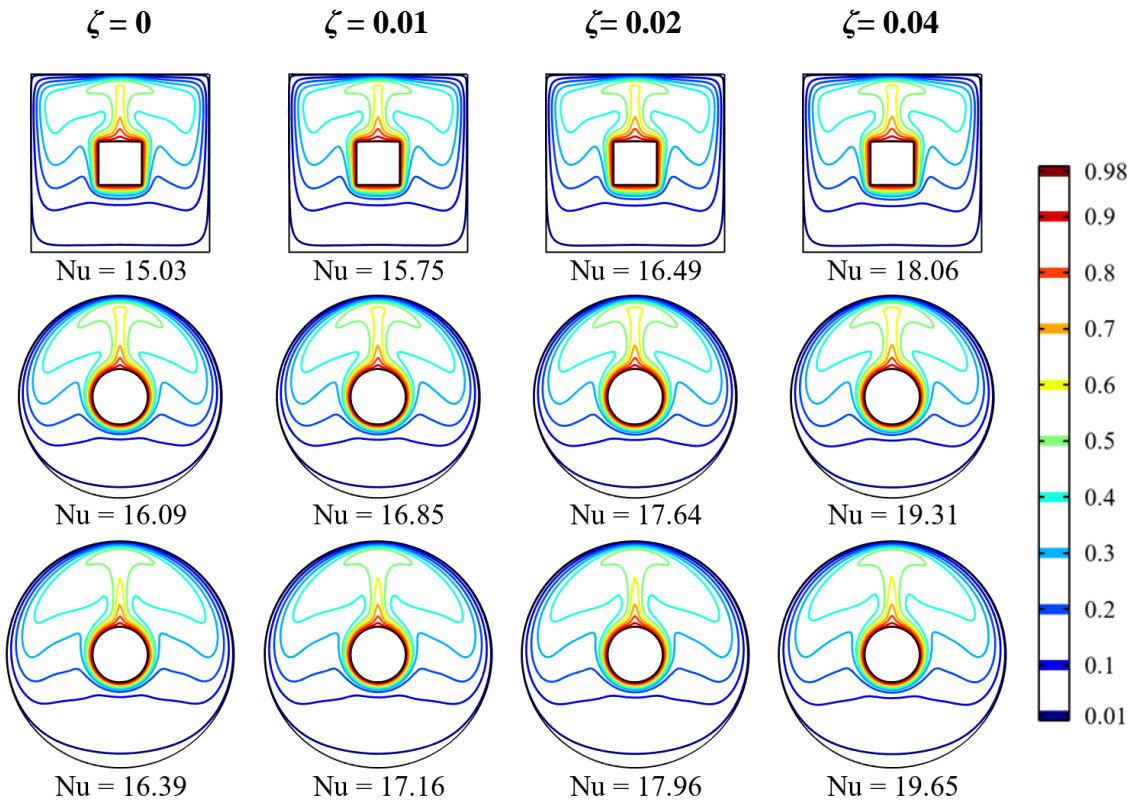 ζ = 0 ζ = 0.01 ζ= 0.02 ζ= 0.04
Nu = 15.03 Nu = 15.75 Nu = 16.49 Nu = 18.06
Nu = 16.09 Nu = 16.85 Nu = 17.64 Nu = 19.31
Nu = 16.39 Nu = 17.16 Nu = 17.96 Nu = 19.65
0.98
0.9
0.8
0.7
0.6
0.5
0.4
0.3
0.2
0.1
0.01